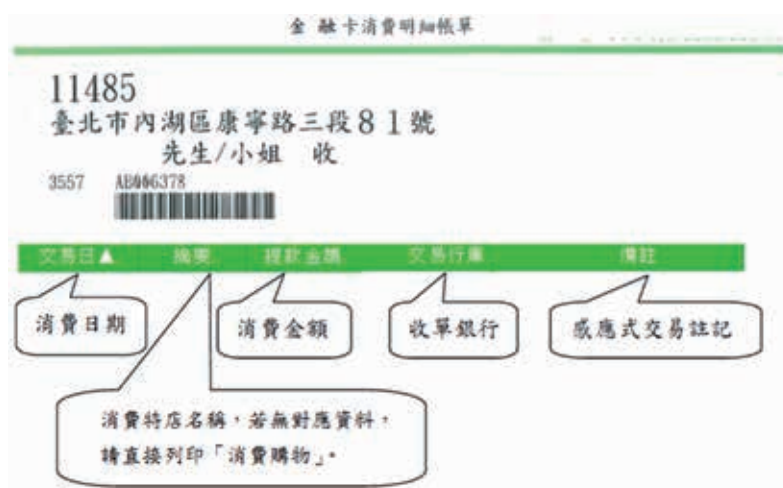 金融卡消費明細帳單
11485
臺北市內湖區康寧路三段81號
先生/小姐 收
3557 AB006378
交易日▲ 摘要 提款金額 交易行庫 備註
消費日期 消費金額 收單銀行 感應式交易註記
消費特店名稱,若無對應資料,
請直接列印「消費購物」。